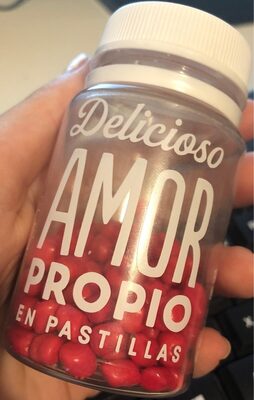 Delicioso
AMOR
PROPIO
EN PASTILLAS